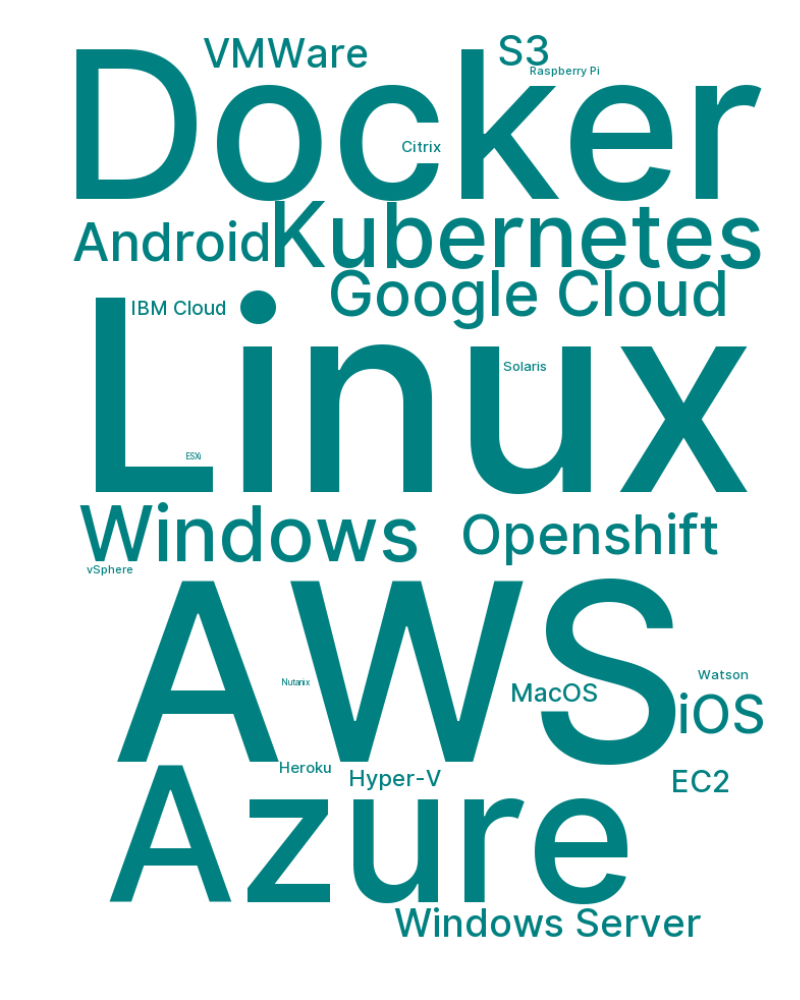 VMWare
S3
Raspberry Pi
Docker
Citrix
Android
Kubernetes
Google Cloud
IBM Cloud
Linux
Solaris
ESXi
Windows
Openshift
vSphere
AWS
Nutanix
MacOS
Watson
iOS
Heroku
Hyper-V
EC2
Azure
Windows Server